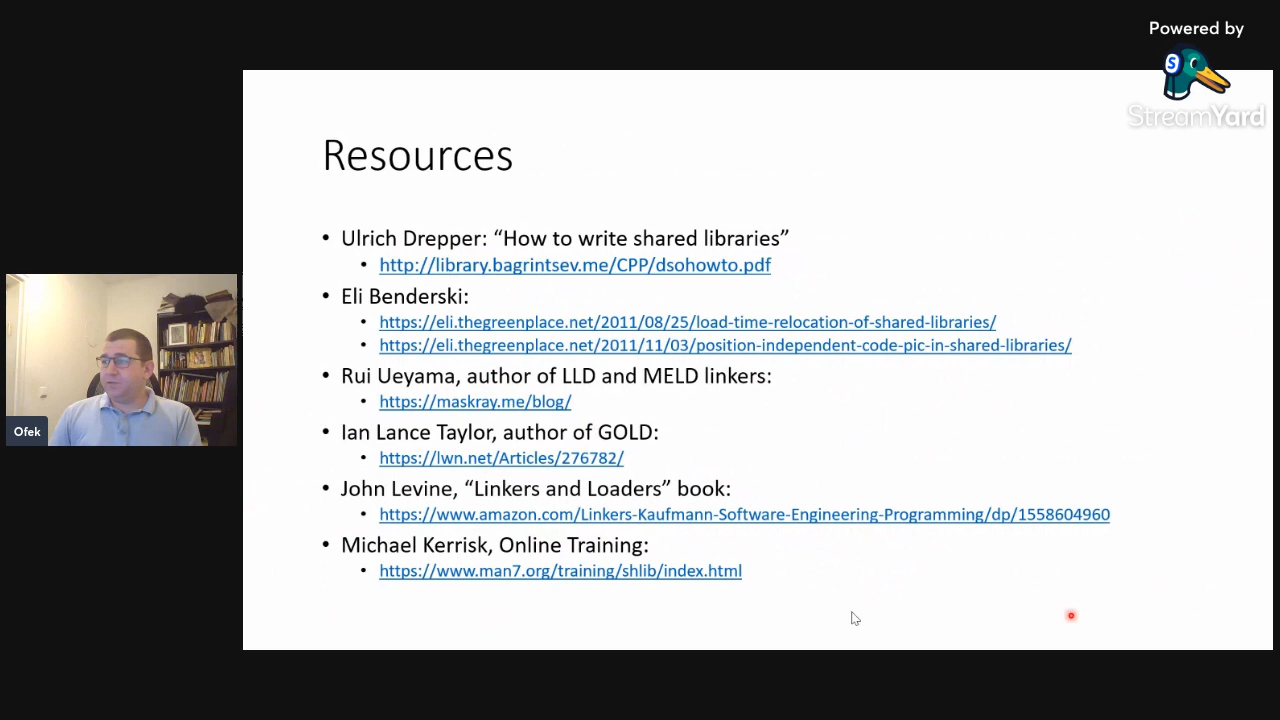 Powered by
StreamYard
Resources
• Ulrich Drepper: “How to write shared libraries”
• http://library.bagrintsev.me/CPP/dsohowto.pdf
• Eli Benderski:
• https://eli.thegreenplace.net/2011/08/25/load-time-relocation-of-shared-libraries/
• https://eli.thegreenplace.net/2011/11/03/position-independent-code-pic-in-shared-libraries/
• Rui Ueyama, author of LLD and MELD linkers:
• https://maskray.me/blog/
• Ian Lance Taylor, author of GOLD:
• https://lwn.net/Articles/276782/
• John Levine, “Linkers and Loaders” book:
• https://www.amazon.com/Linkers-Kaufmann-Software-Engineering-Programming/dp/1558604960
• Michael Kerrisk, Online Training:
• https://www.man7.org/training/shlib/index.html
Ofek